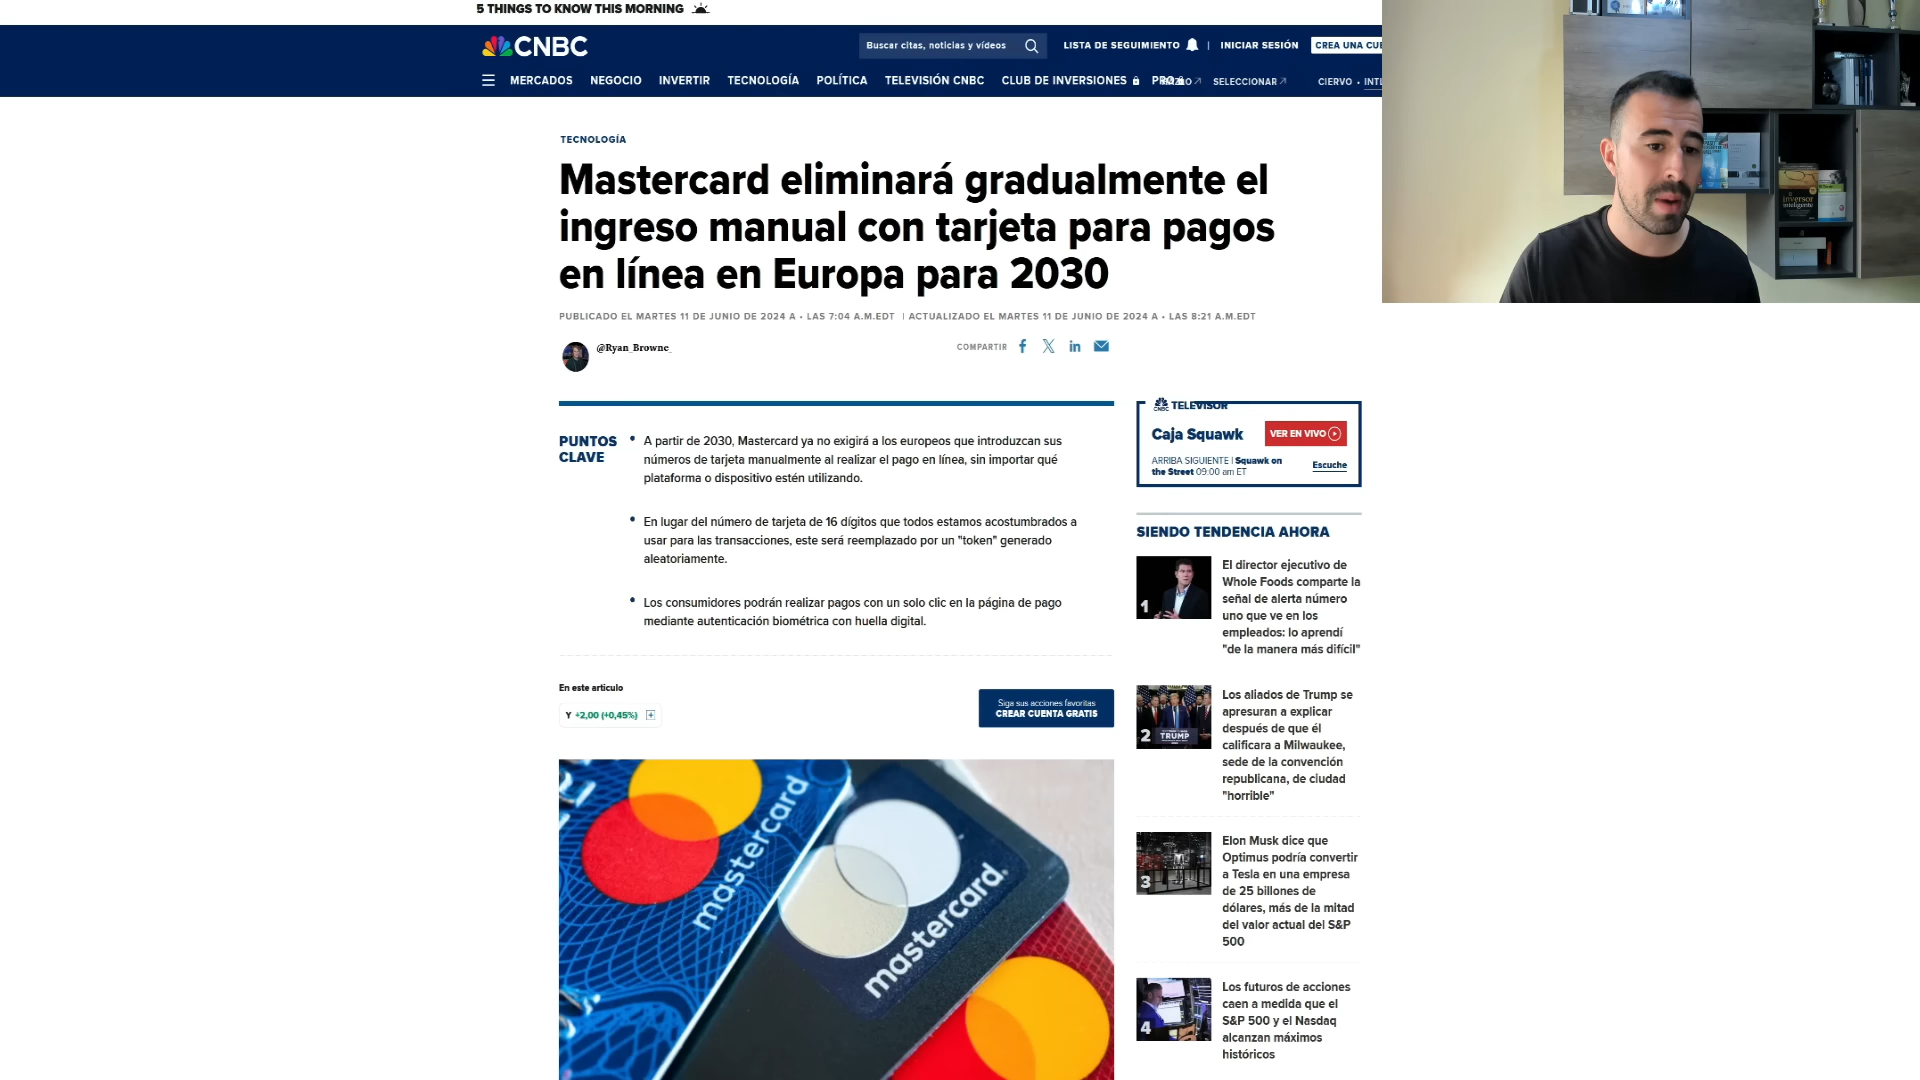 5 THINGS TO KNOW THIS MORNING
CNBC
Buscar citas, noticias y vídeos
LISTA DE SEGUIMIENTO
|
INICIAR SESIÓN
CREA UNA CUE
MERCADOS
NEGOCIO
INVERTIR
TECNOLOGÍA
POLÍTICA
TELEVISIÓN CNBC
CLUB DE INVERSIONES
PRO
SELECCIONAR
CIERVO • INTL
TECNOLOGÍA
Mastercard eliminará gradualmente el
ingreso manual con tarjeta para pagos
en línea en Europa para 2030
PUBLICADO EL MARTES 11 DE JUNIO DE 2024 A • LAS 7:04 A.M.EDT | ACTUALIZADO EL MARTES 11 DE JUNIO DE 2024 A • LAS 8:21 A.M.EDT
@Ryan_Browne_
COMPARTIR
PUNTOS
CLAVE
• A partir de 2030, Mastercard ya no exigirá a los europeos que introduzcan sus
números de tarjeta manualmente al realizar el pago en línea, sin importar qué
plataforma o dispositivo estén utilizando.
• En lugar del número de tarjeta de 16 dígitos que todos estamos acostumbrados a
usar para las transacciones, este será reemplazado por un "token" generado
aleatoriamente.
• Los consumidores podrán realizar pagos con un solo clic en la página de pago
mediante autenticación biométrica con huella digital.
En este artículo
Y +2,00 (+0,45%)
Siga sus acciones favoritas
CREAR CUENTA GRATIS
mastercard
mastercard.
CNBC TELEVISOR
Caja Squawk
VER EN VIVO
ARRIBA SIGUIENTE | Squawk on
the Street 09:00 am ET
Escuche
SIENDO TENDENCIA AHORA
1
El director ejecutivo de
Whole Foods comparte la
señal de alerta número
uno que ve en los
empleados: lo aprendí
"de la manera más difícil"
2
TRUMP
Los aliados de Trump se
apresuran a explicar
después de que él
calificara a Milwaukee,
sede de la convención
republicana, de ciudad
"horrible"
3
Elon Musk dice que
Optimus podría convertir
a Tesla en una empresa
de 25 billones de
dólares, más de la mitad
del valor actual del S&P
500
4
Los futuros de acciones
caen a medida que el
S&P 500 y el Nasdaq
alcanzan máximos
históricos
inversor
inteligente